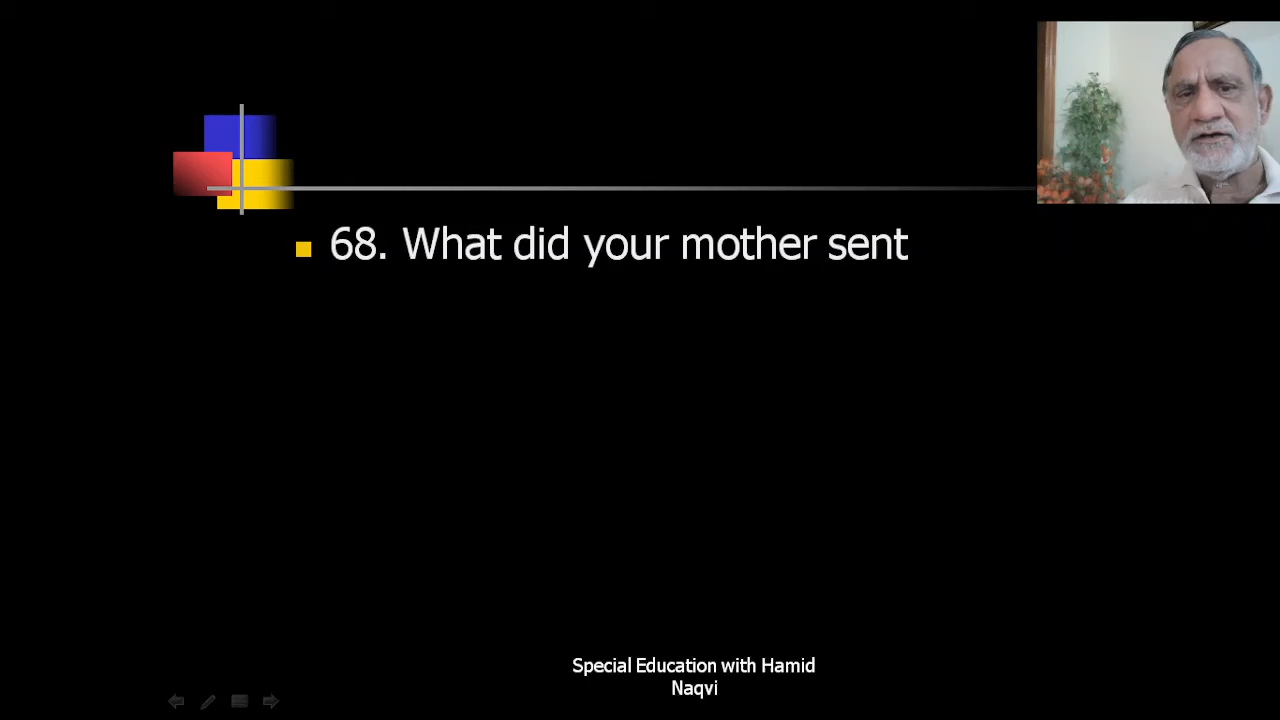 68. What did your mother sent
Special Education with Hamid
Naqvi